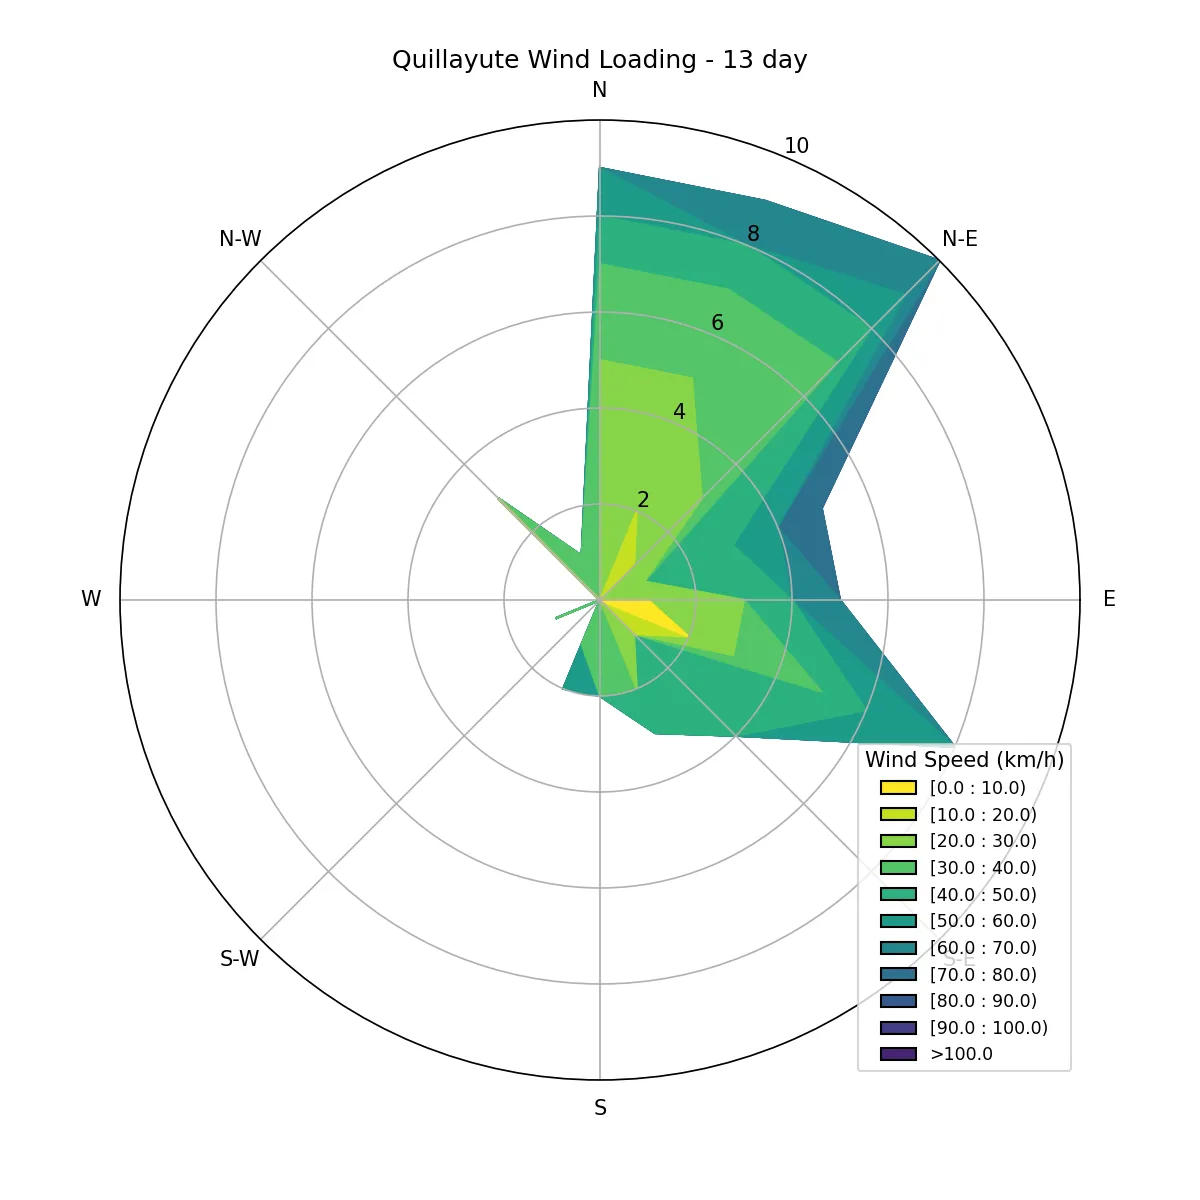 Quillayute Wind Loading - 13 day
N
10
8
N-W
N-E
6
4
2
W
E
Wind Speed (km/h)
[0.0 : 10.0)
[10.0 : 20.0)
[20.0 : 30.0)
[30.0 : 40.0)
[40.0 : 50.0)
[50.0 : 60.0)
[60.0 : 70.0)
[70.0 : 80.0)
[80.0 : 90.0)
[90.0 : 100.0)
>100.0
S-W
S-E
S